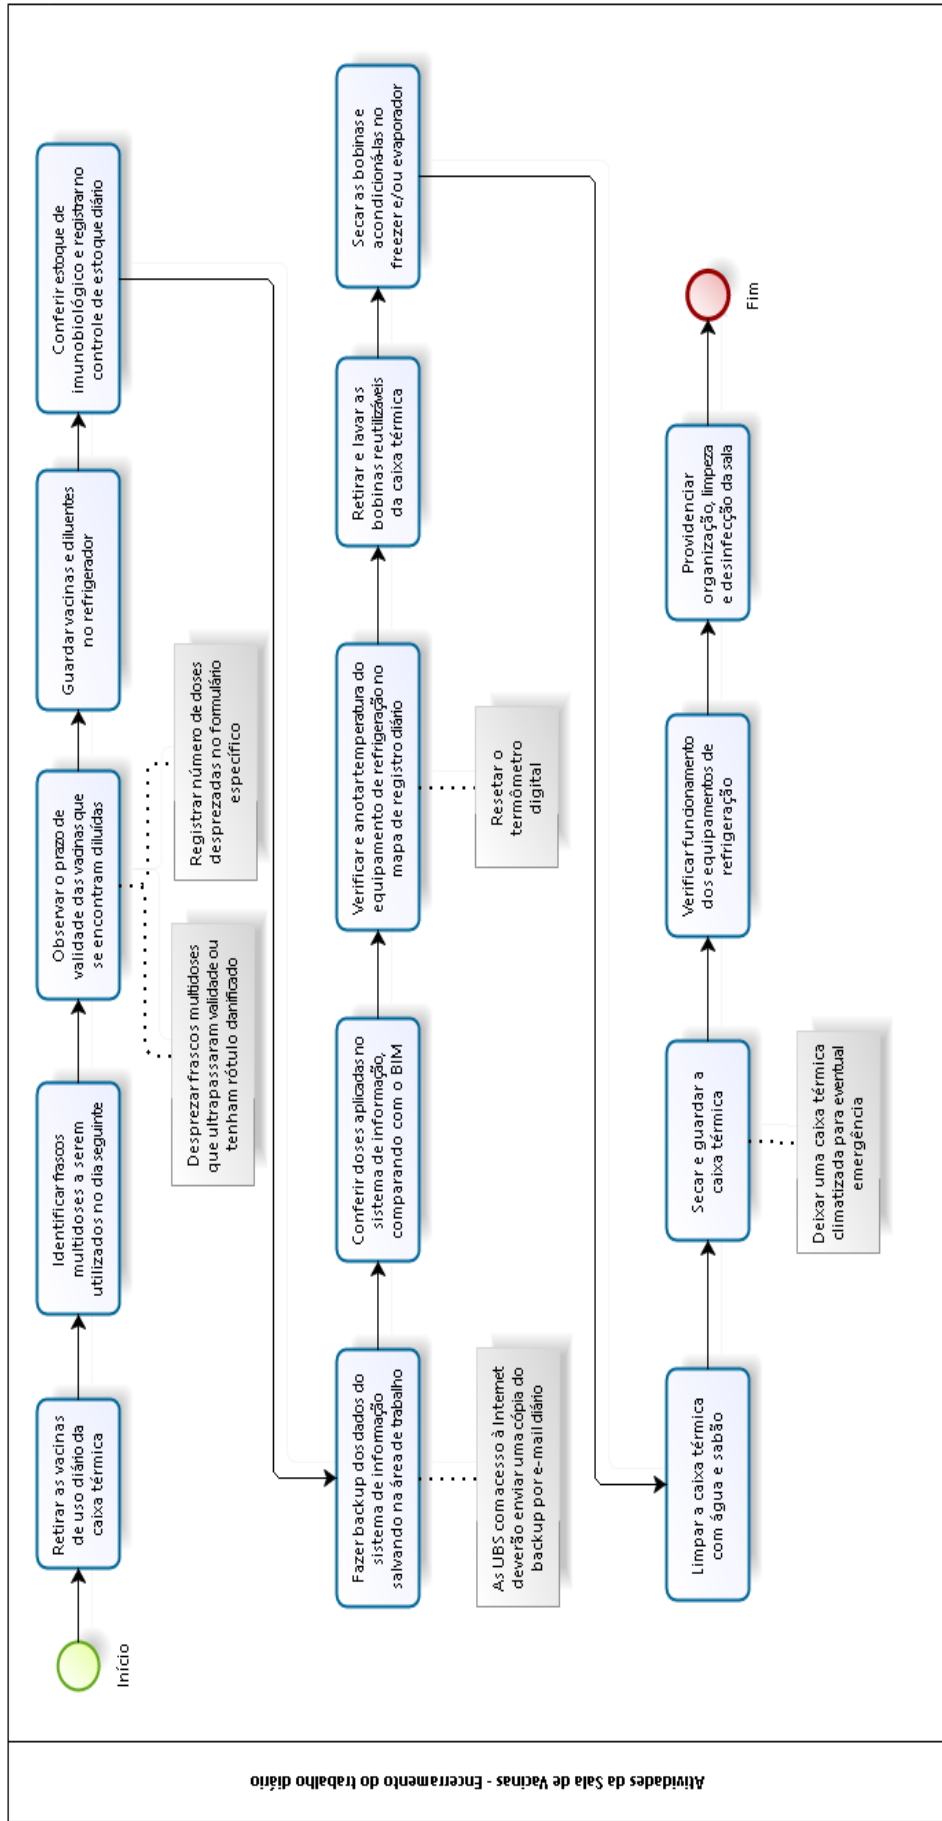 Atividades da Sala de Vacinas - Encerramento do trabalho diário
Início
Retirar as vacinas
de uso diário da
caixa térmica
Identificar frascos
multidoses a serem
utilizados no dia seguinte
Observar o prazo de
validade das vacinas que
se encontram diluídas
Desprezar frascos multidoses
que ultrapassaram validade ou
tenham rótulo danificado
Registrar número de doses
desprezadas no formulário
específico
Guardar vacinas e diluentes
no refrigerador
Conferir estoque de
imunobiológico e registrar no
controle de estoque diário
Fazer backup dos dados do
sistema de informação
salvando na área de trabalho
As UBS com acesso à Internet
deverão enviar uma cópia do
backup por e-mail diário
Conferir doses aplicadas no
sistema de informação,
comparando com o BIM
Verificar e anotar temperatura do
equipamento de refrigeração no
mapa de registro diário
Resetar o
termômetro
digital
Retirar e lavar as
bobinas reutilizáveis
da caixa térmica
Secar as bobinas e
acondicioná-las no
freezer e/ou evaporador
Limpar a caixa térmica
com água e sabão
Secar e guardar a
caixa térmica
Deixar uma caixa térmica
climatizada para eventual
emergência
Verificar funcionamento
dos equipamentos de
refrigeração
Providenciar
organização, limpeza
e desinfecção da sala
Fim